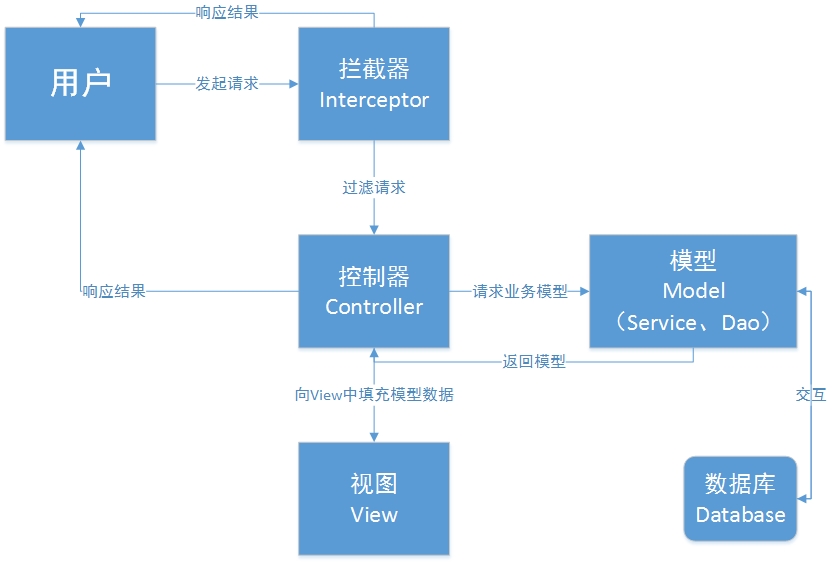 响应结果
用户
发起请求
拦截器
Interceptor
过滤请求
响应结果
控制器
Controller
请求业务模型
模型
Model
（Service、Dao）
返回模型
向View中填充模型数据
交互
视图
View
数据库
Database